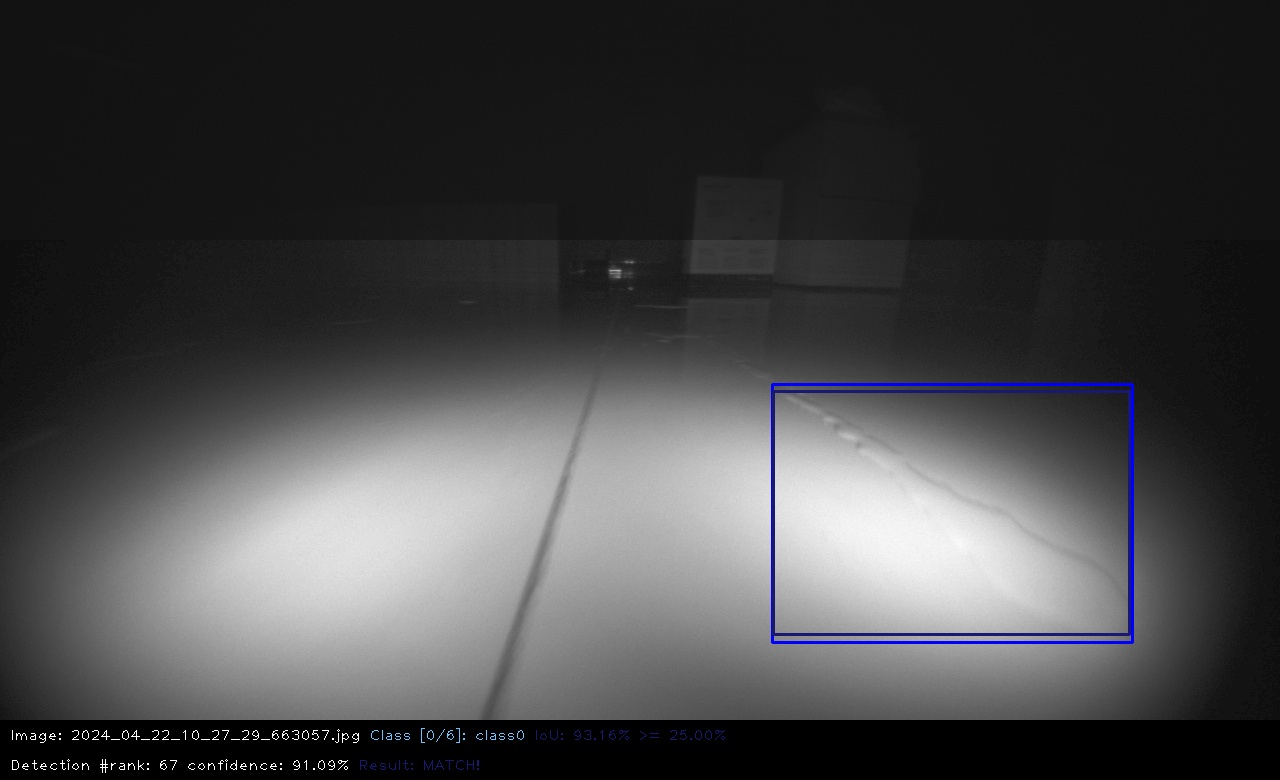 Image: 2024_04_22_10_27_29_663057.jpg Class [0/6]: class0 IoU: 93.16% >= 25.00%
Detection #rank: 67 confidence: 91.09% Result: MATCH!